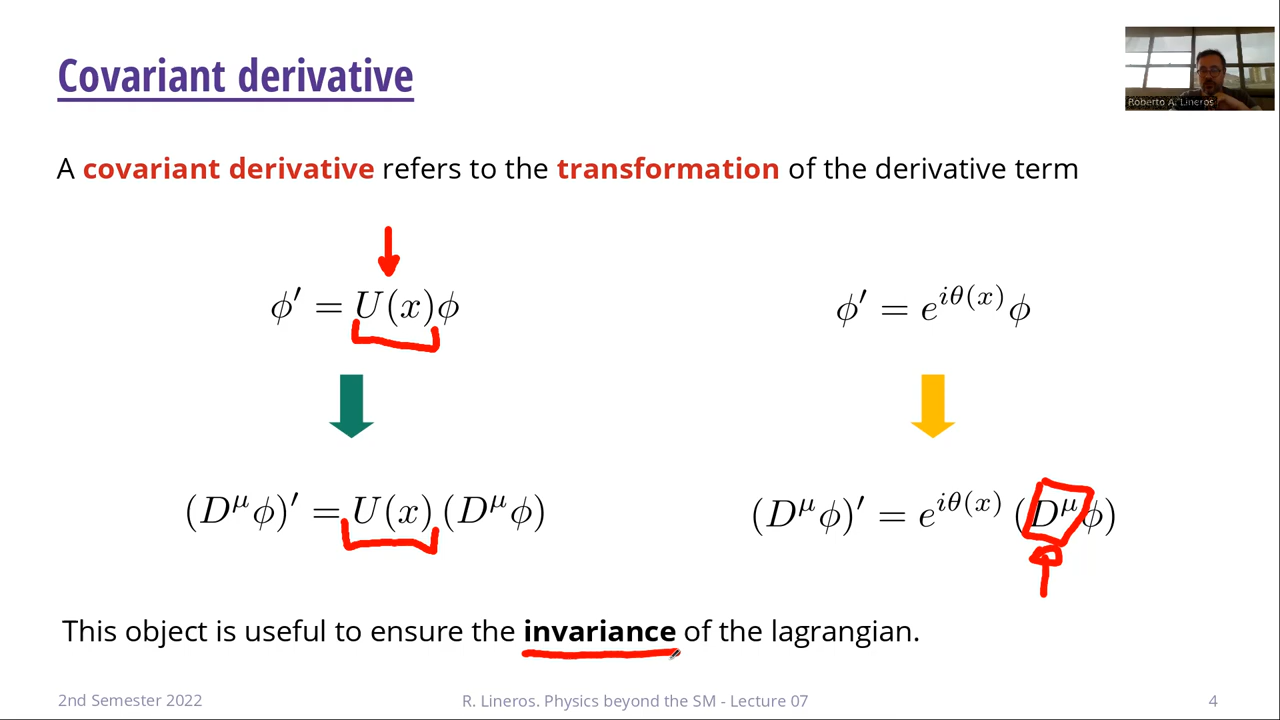 Covariant derivative
Roberto A. Lineros
A covariant derivative refers to the transformation of the derivative term
ϕ′ = U(x)ϕ
ϕ′ = e^{iθ(x)}ϕ
(D^μϕ)′ = U(x) (D^μϕ)
(D^μϕ)′ = e^{iθ(x)} (D^μϕ)
This object is useful to ensure the invariance of the lagrangian.
2nd Semester 2022
R. Lineros. Physics beyond the SM - Lecture 07
4